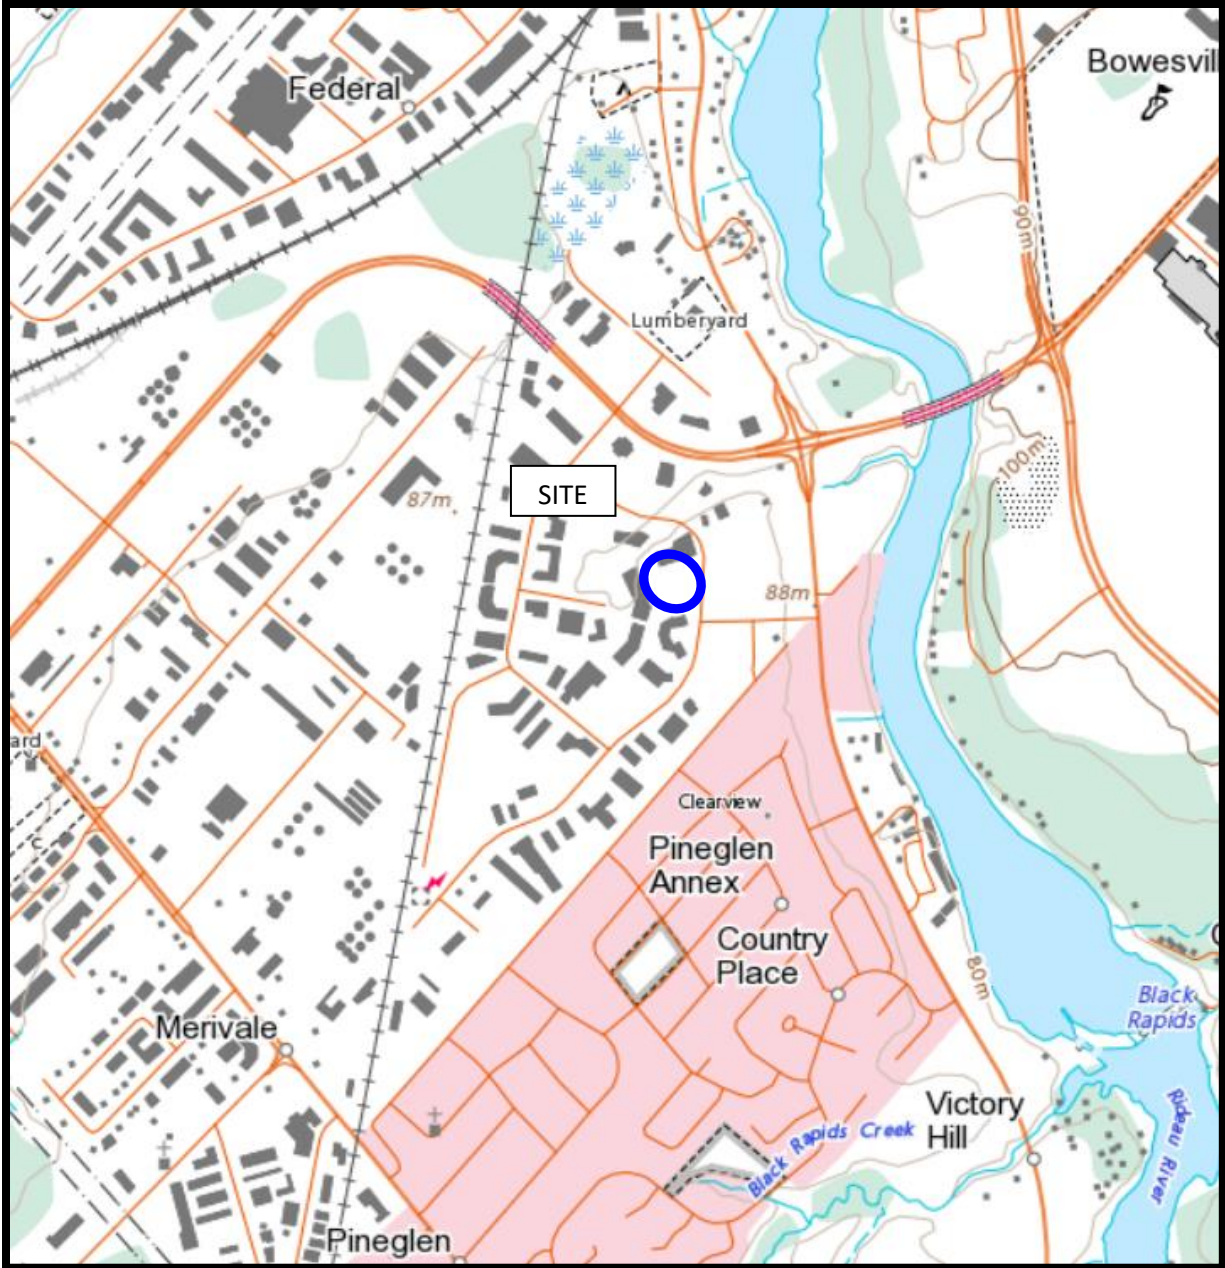 Federal
Bowesvil
90m
Lumberyard
100m
87m
SITE
88m
ard
Clearview
Pineglen
Annex
Country
Place
c
80m
Black
Rapids
Merivale
Victory
Hill
Black Rapids Creek
Rideau River
Pineglen